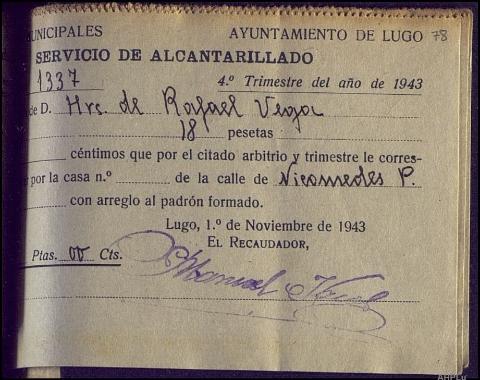 UNICIPALES AYUNTAMIENTO DE LUGO 78
SERVICIO DE ALCANTARILLADO
1337 4.º Trimestre del año de 1943
de D. Hrs. de Rafael Vega
18 pesetas
céntimos que por el citado arbitrio y trimestre le corres-
r por la casa n.º de la calle de Nicomedes P.
con arreglo al padrón formado.
Lugo, 1.º de Noviembre de 1943
EL RECAUDADOR,
Ptas. 00 Cts.
Manuel
AHPLu